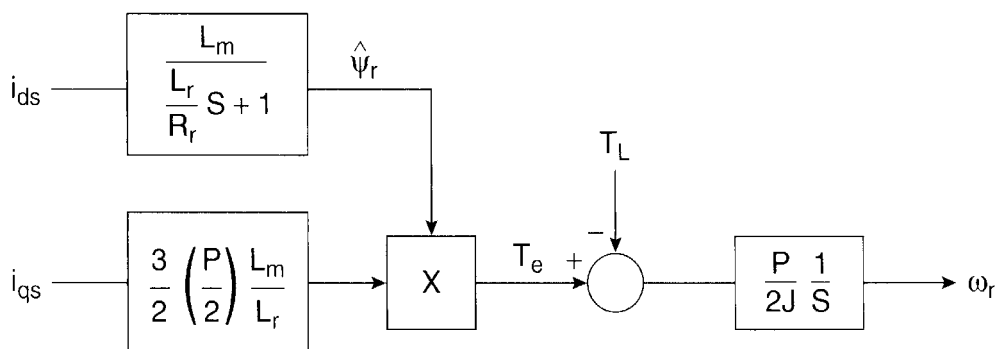 i_ds
L_m
L_r
R_r
S + 1
ψ̂_r
T_L
i_qs
3/2 (P/2) L_m/L_r
X
T_e
+
−
P/2J 1/S
ω_r